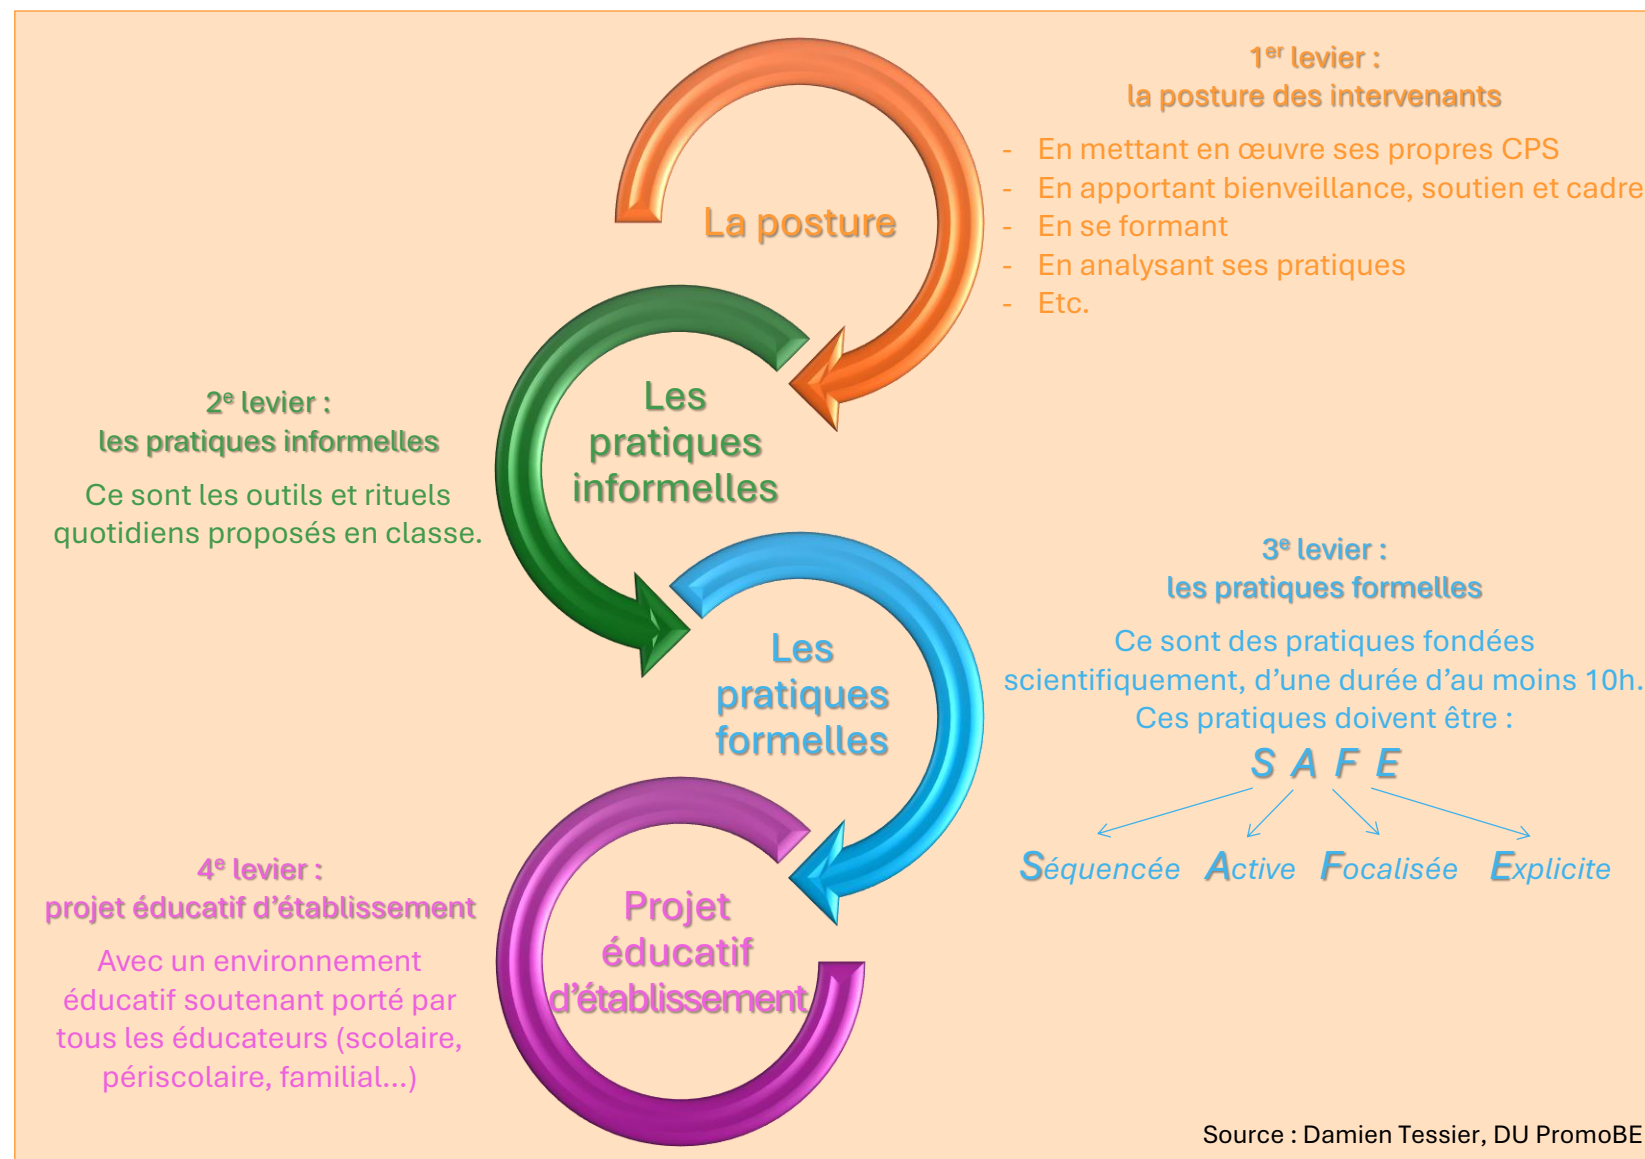 1er levier :
la posture des intervenants
- En mettant en œuvre ses propres CPS
- En apportant bienveillance, soutien et cadre
- En se formant
- En analysant ses pratiques
- Etc.
La posture
2e levier :
les pratiques informelles
Ce sont les outils et rituels
quotidiens proposés en classe.
Les
pratiques
informelles
3e levier :
les pratiques formelles
Ce sont des pratiques fondées
scientifiquement, d’une durée d’au moins 10h.
Ces pratiques doivent être :
S A F E
Séquencée Active Focalisée Explicite
Les
pratiques
formelles
4e levier :
projet éducatif d’établissement
Avec un environnement
éducatif soutenant porté par
tous les éducateurs (scolaire,
périscolaire, familial...)
Projet
éducatif
d’établissement
Source : Damien Tessier, DU PromoBE